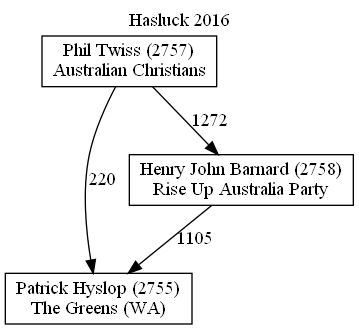 Hasluck 2016
Phil Twiss (2757)
Australian Christians
1272
Henry John Barnard (2758)
Rise Up Australia Party
220
1105
Patrick Hyslop (2755)
The Greens (WA)